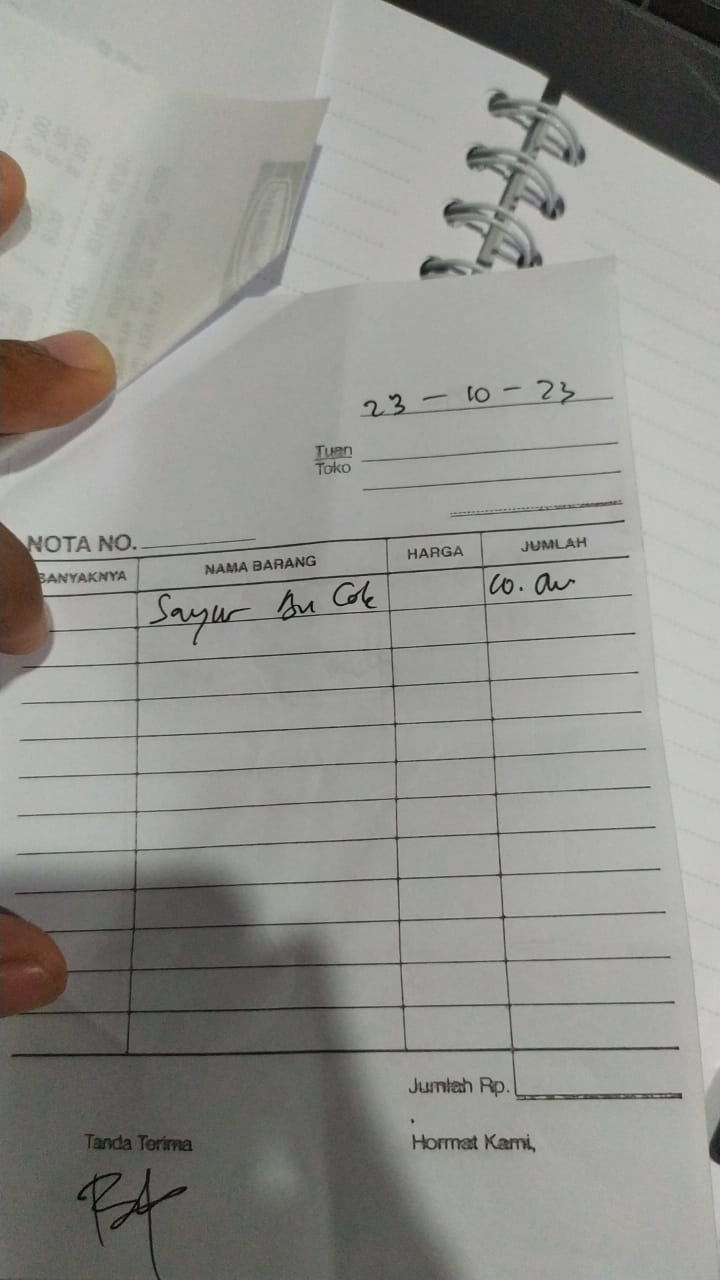 23 - 10 - 23
Tuan
Toko
NOTA NO.
BANYAKNYA NAMA BARANG HARGA JUMLAH
Sayur
Jumlah Rp.
Tanda Terima Hormat Kami,